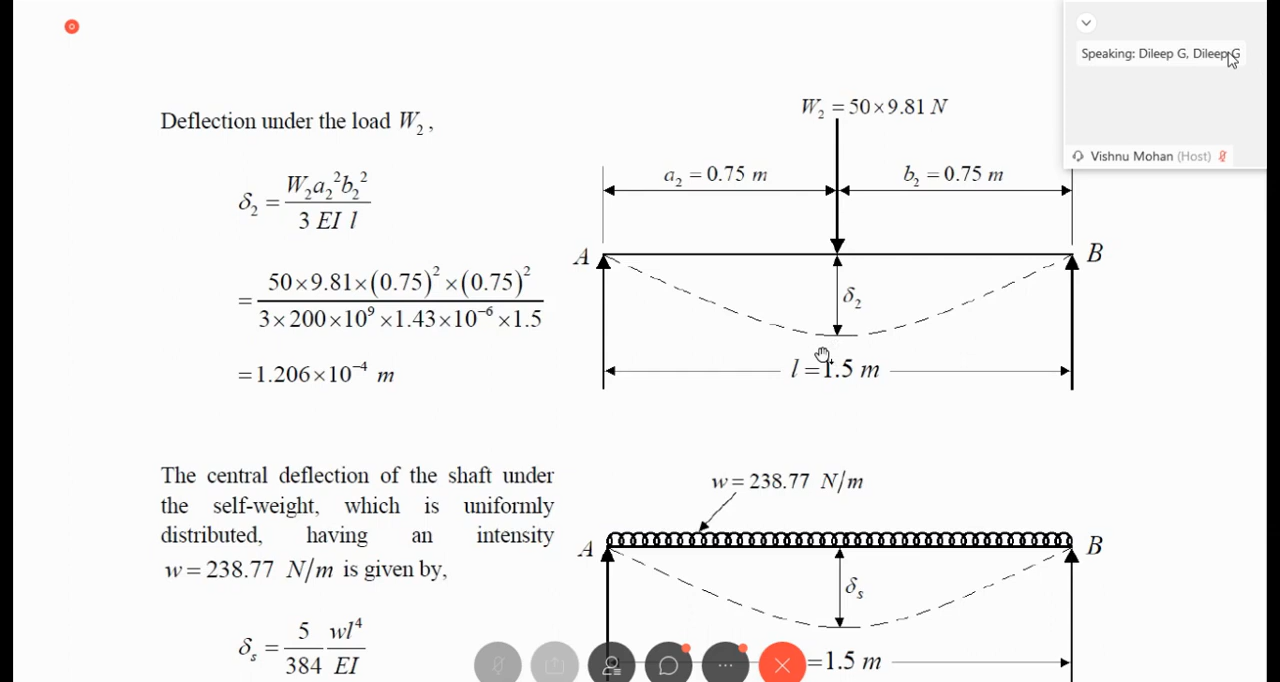 Speaking: Dileep G, Dileep G
Vishnu Mohan (Host)
Deflection under the load W₂,
δ₂ = W₂a₂²b₂² / 3 EI l
= 50×9.81×(0.75)²×(0.75)² / 3×200×10⁹×1.43×10⁻⁶×1.5
=1.206×10⁻⁴ m
W₂ = 50×9.81 N
a₂ = 0.75 m
b₂ = 0.75 m
A
B
δ₂
l = 1.5 m
The central deflection of the shaft under
the self-weight, which is uniformly
distributed, having an intensity
w = 238.77 N/m is given by,
δₛ = 5/384 wl⁴/EI
w = 238.77 N/m
A
B
δₛ
=1.5 m